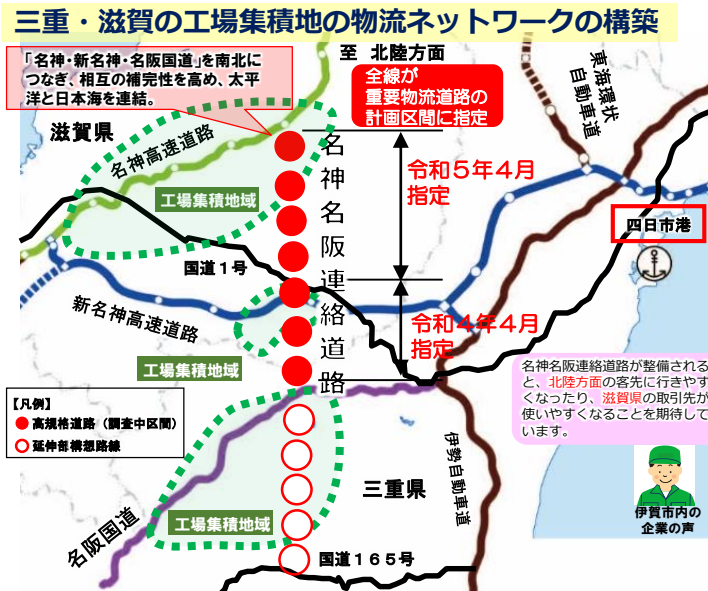 三重・滋賀の工場集積地の物流ネットワークの構築
「名神・新名神・名阪国道」を南北に
つなぎ、相互の補完性を高め、太平
洋と日本海を連結。
至 北陸方面
全線が
重要物流道路の
計画区間に指定
東海環状
自動車道
滋賀県
名神高速道路
工場集積地域
名神名阪連絡道路
令和5年4月
指定
四日市港
国道1号
新名神高速道路
令和4年4月
指定
工場集積地域
名神名阪連絡道路が整備される
と、北陸方面の客先に行きやす
くなったり、滋賀県の取引先が
使いやすくなることを期待して
います。
【凡例】
高規格道路（調査中区間）
延伸部構想路線
伊勢自動車道
三重県
伊賀市内の
企業の声
工場集積地域
名阪国道
国道165号